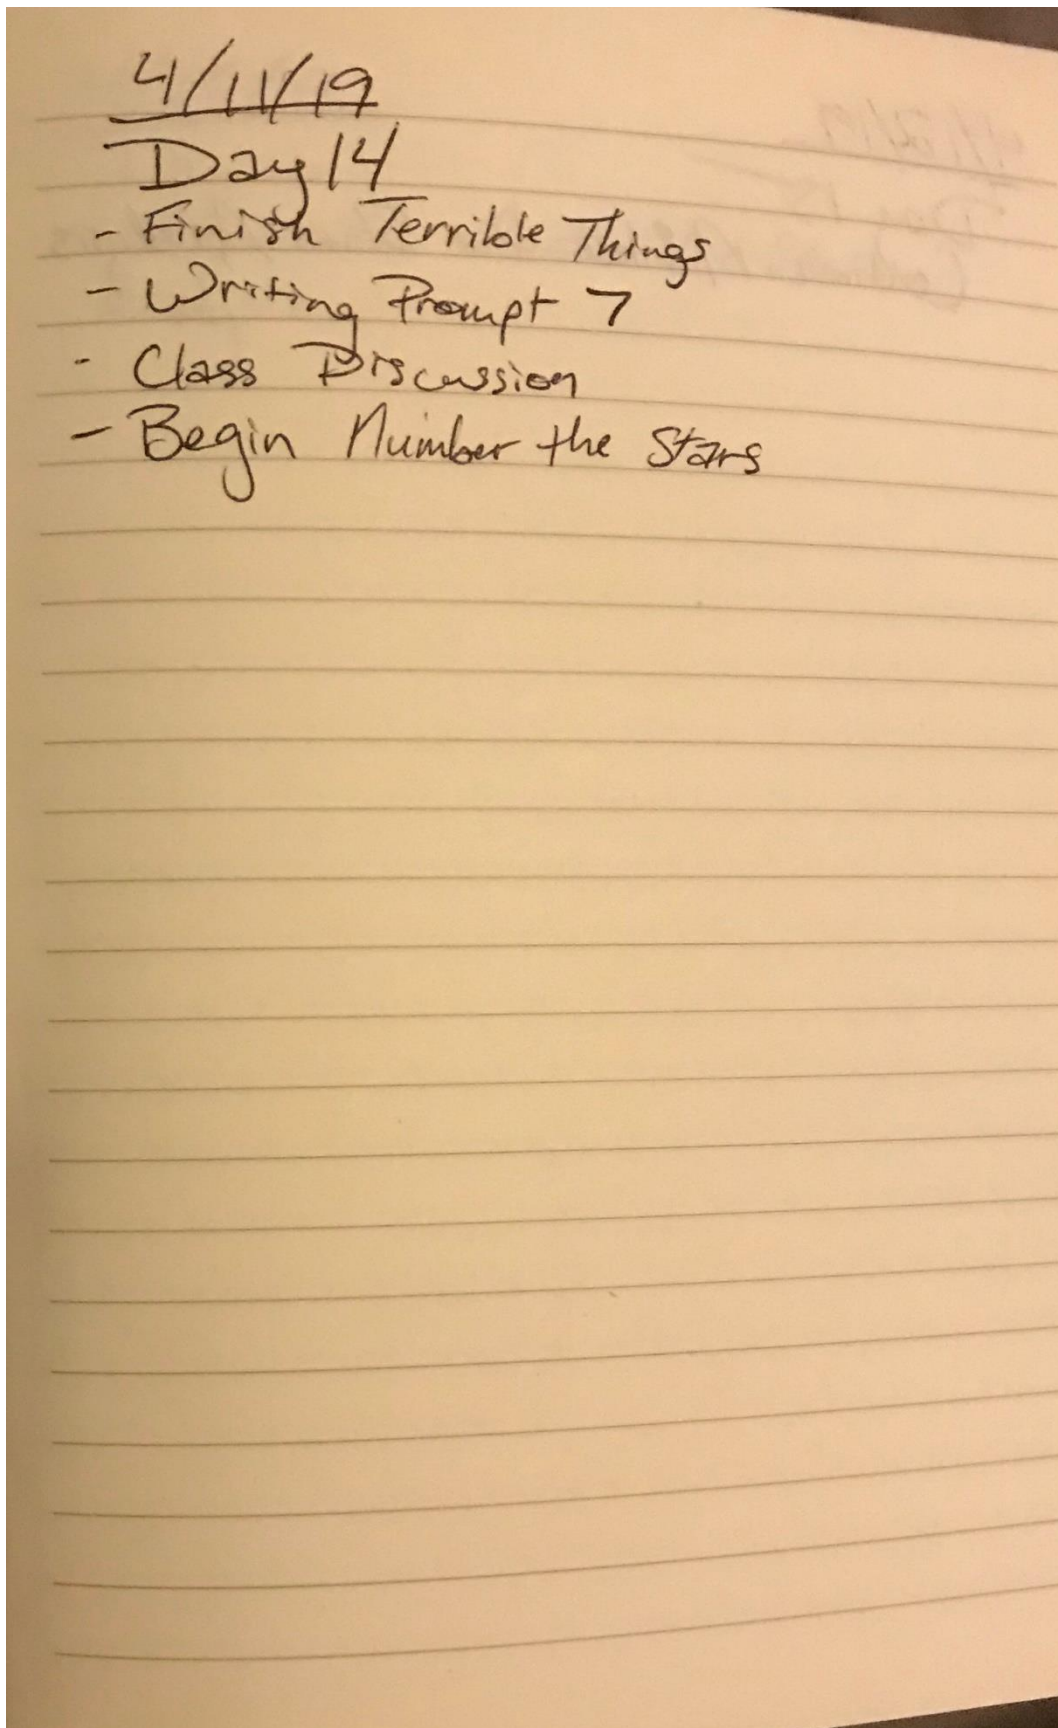 4/11/19
Day 14
- Finish Terrible Things
- Writing Prompt 7
- Class Discussion
- Begin Number the Stars